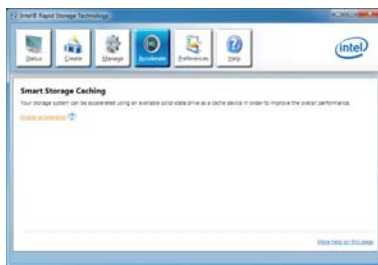 Intel® Rapid Storage Technology
Status Create Manage Accelerate Preferences Help
intel
Smart Storage Caching
Your storage system can be accelerated using an available solid-state drive as a cache device in order to improve the overall performance.
Enable acceleration ?
More help on this page